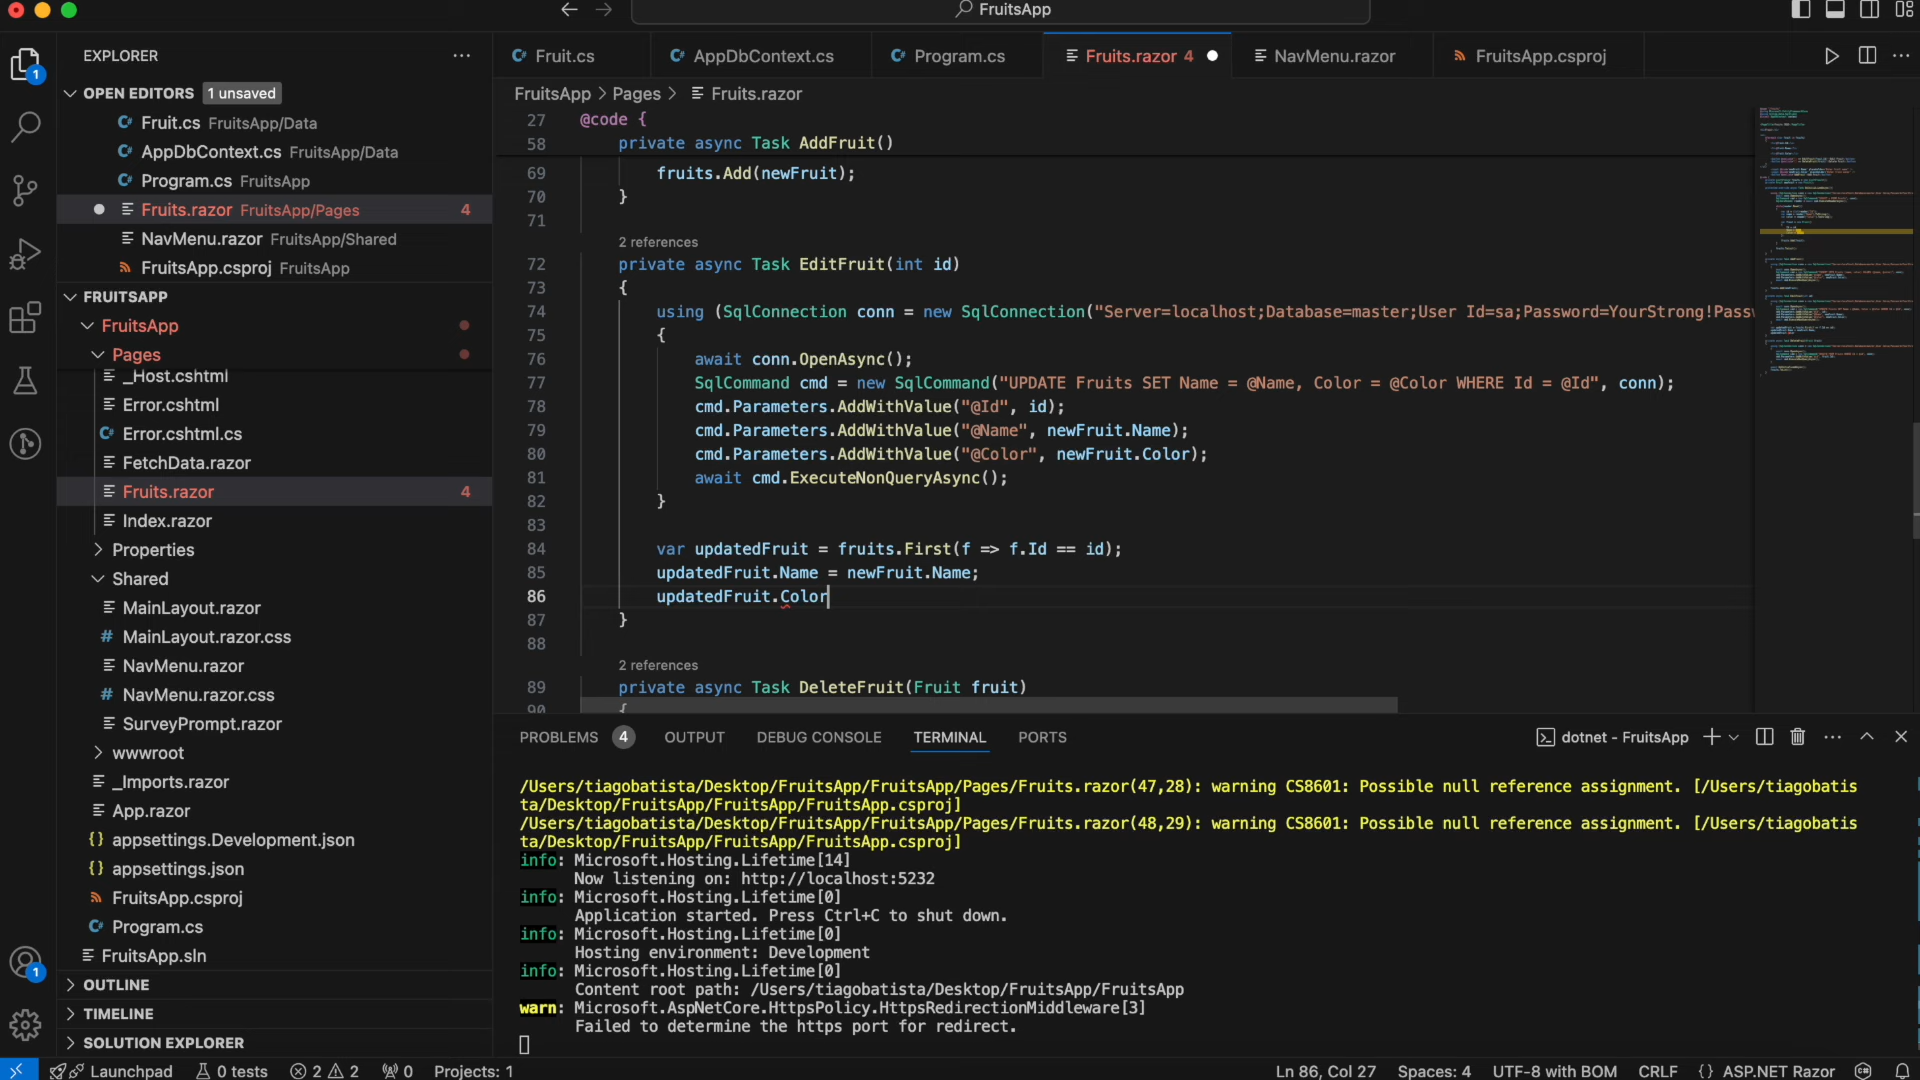 FruitsApp
EXPLORER
OPEN EDITORS 1 unsaved
Fruit.cs FruitsApp/Data
AppDbContext.cs FruitsApp/Data
Program.cs FruitsApp
Fruits.razor FruitsApp/Pages 4
NavMenu.razor FruitsApp/Shared
FruitsApp.csproj FruitsApp
FRUITSAPP
FruitsApp
Pages
_Host.cshtml
Error.cshtml
Error.cshtml.cs
FetchData.razor
Fruits.razor 4
Index.razor
Properties
Shared
MainLayout.razor
MainLayout.razor.css
NavMenu.razor
NavMenu.razor.css
SurveyPrompt.razor
wwwroot
_Imports.razor
App.razor
appsettings.Development.json
appsettings.json
FruitsApp.csproj
Program.cs
FruitsApp.sln
OUTLINE
TIMELINE
SOLUTION EXPLORER
1
1
Fruit.cs AppDbContext.cs Program.cs Fruits.razor 4 NavMenu.razor FruitsApp.csproj
FruitsApp > Pages > Fruits.razor
27 @code {
58 private async Task AddFruit()
69 fruits.Add(newFruit);
70 }
71
2 references
72 private async Task EditFruit(int id)
73 {
74 using (SqlConnection conn = new SqlConnection("Server=localhost;Database=master;User Id=sa;Password=YourStrong!Passw
75 {
76 await conn.OpenAsync();
77 SqlCommand cmd = new SqlCommand("UPDATE Fruits SET Name = @Name, Color = @Color WHERE Id = @Id", conn);
78 cmd.Parameters.AddWithValue("@Id", id);
79 cmd.Parameters.AddWithValue("@Name", newFruit.Name);
80 cmd.Parameters.AddWithValue("@Color", newFruit.Color);
81 await cmd.ExecuteNonQueryAsync();
82 }
83
84 var updatedFruit = fruits.First(f => f.Id == id);
85 updatedFruit.Name = newFruit.Name;
86 updatedFruit.Color
87 }
88
2 references
89 private async Task DeleteFruit(Fruit fruit)
90 {
PROBLEMS 4 OUTPUT DEBUG CONSOLE TERMINAL PORTS dotnet - FruitsApp
/Users/tiagobatista/Desktop/FruitsApp/FruitsApp/Pages/Fruits.razor(47,28): warning CS8601: Possible null reference assignment. [/Users/tiagobatis
ta/Desktop/FruitsApp/FruitsApp/FruitsApp.csproj]
/Users/tiagobatista/Desktop/FruitsApp/FruitsApp/Pages/Fruits.razor(48,29): warning CS8601: Possible null reference assignment. [/Users/tiagobatis
ta/Desktop/FruitsApp/FruitsApp/FruitsApp.csproj]
info: Microsoft.Hosting.Lifetime[14]
Now listening on: http://localhost:5232
info: Microsoft.Hosting.Lifetime[0]
Application started. Press Ctrl+C to shut down.
info: Microsoft.Hosting.Lifetime[0]
Hosting environment: Development
info: Microsoft.Hosting.Lifetime[0]
Content root path: /Users/tiagobatista/Desktop/FruitsApp/FruitsApp
warn: Microsoft.AspNetCore.HttpsPolicy.HttpsRedirectionMiddleware[3]
Failed to determine the https port for redirect.
Launchpad 0 tests 2 2 0 Projects: 1 Ln 86, Col 27 Spaces: 4 UTF-8 with BOM CRLF {} ASP.NET Razor